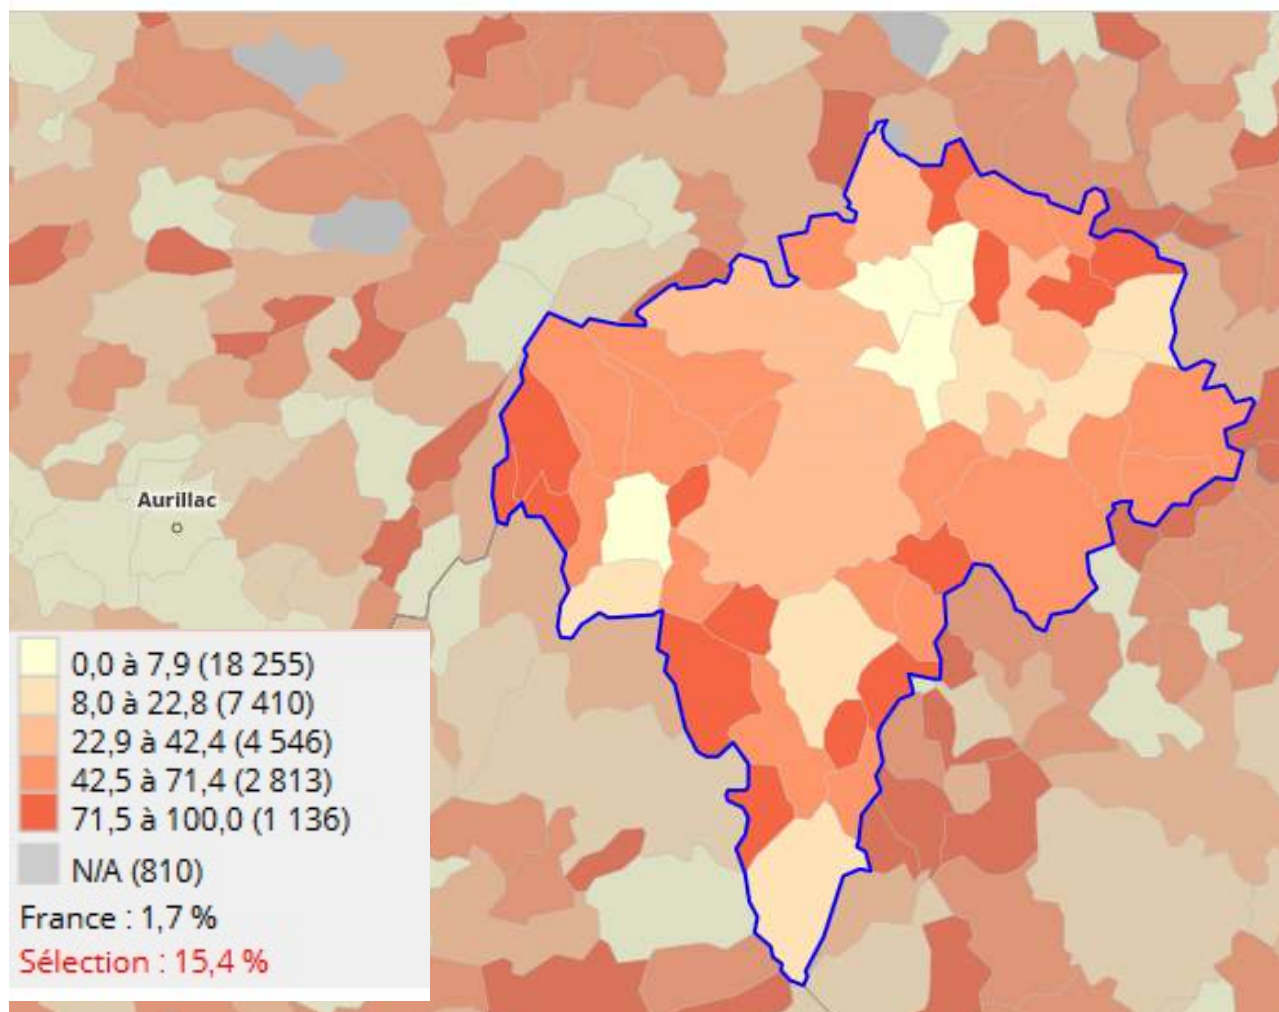 Aurillac
0,0 à 7,9 (18 255)
8,0 à 22,8 (7 410)
22,9 à 42,4 (4 546)
42,5 à 71,4 (2 813)
71,5 à 100,0 (1 136)
N/A (810)
France : 1,7 %
Sélection : 15,4 %